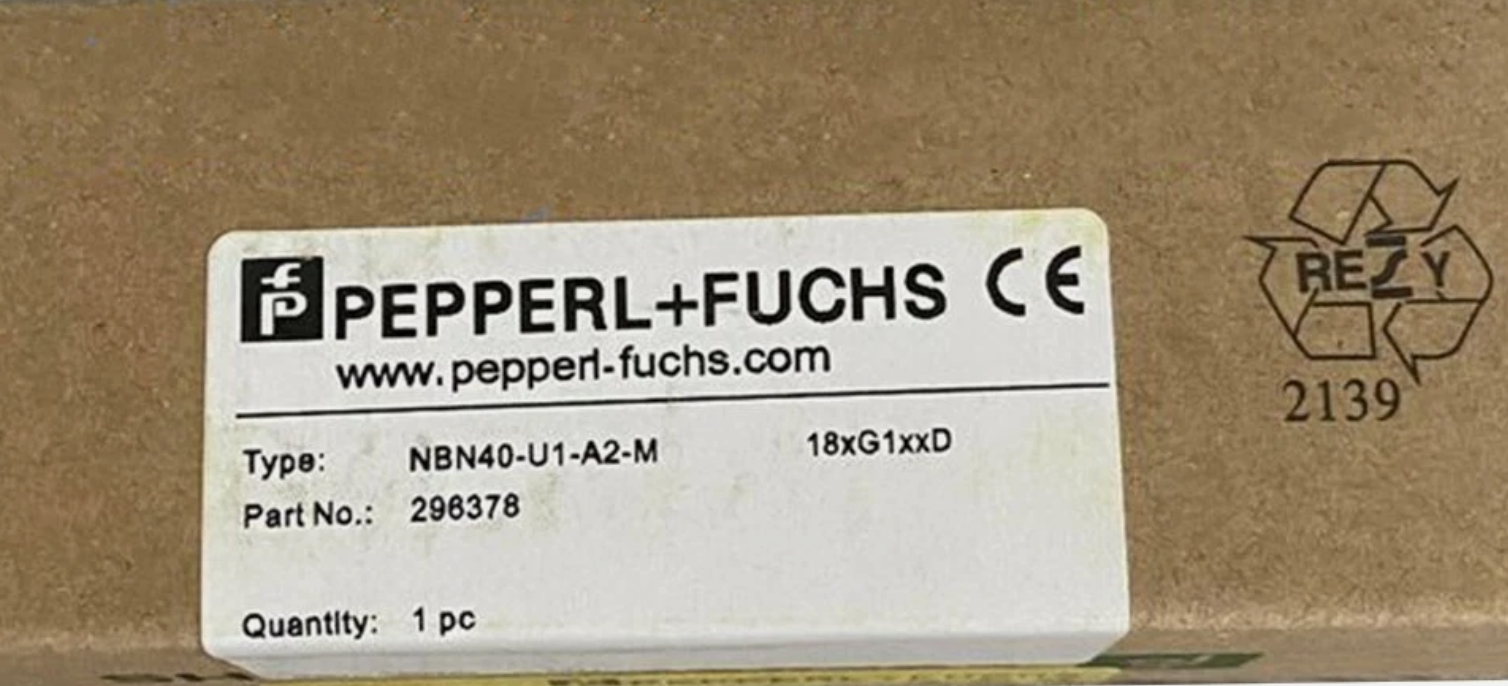 PEPPERL+FUCHS CE
www.pepperl-fuchs.com
Type: NBN40-U1-A2-M 18xG1xxD
Part No.: 296378
Quantity: 1 pc
RESY
2139